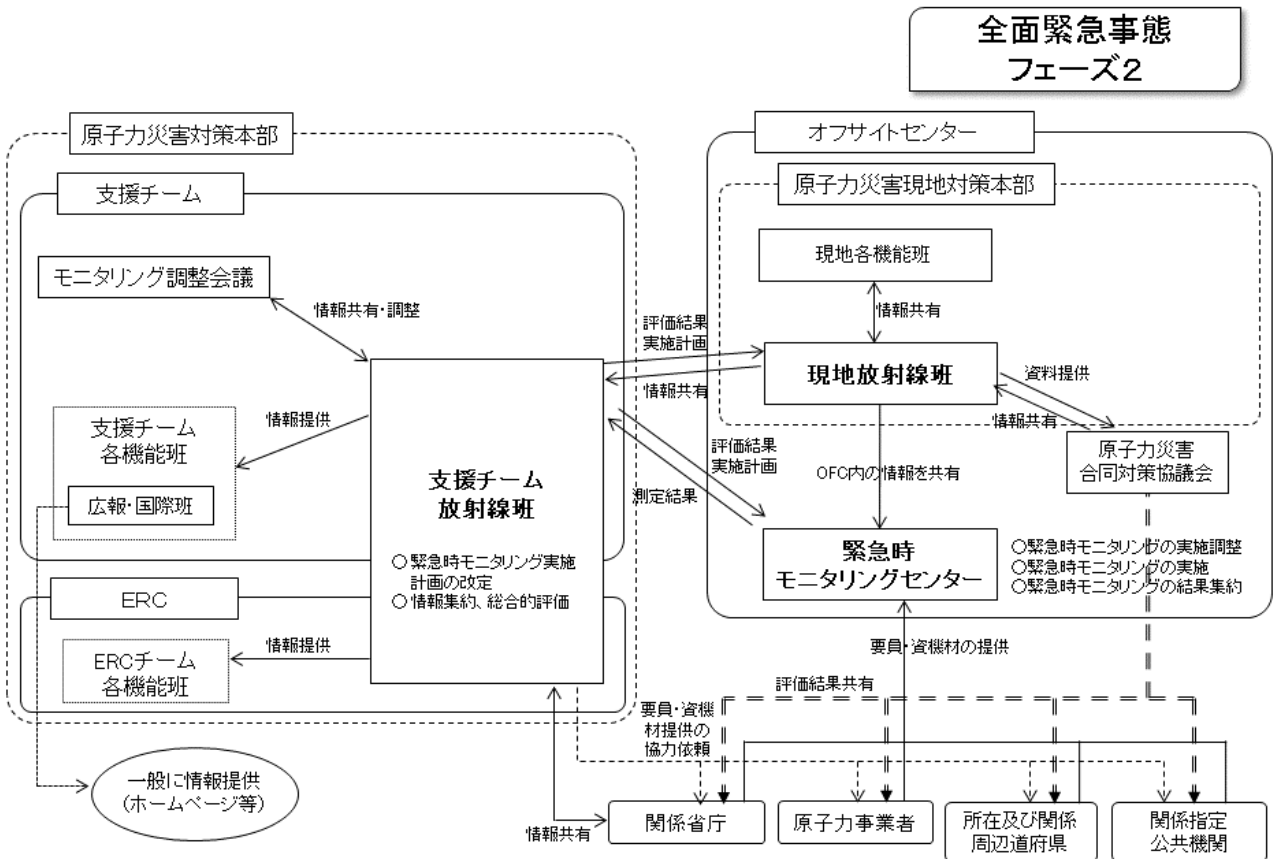 全面緊急事態
フェーズ2
原子力災害対策本部
支援チーム
モニタリング調整会議
情報共有・調整
支援チーム
各機能班
広報・国際班
情報提供
支援チーム
放射線班
○緊急時モニタリング実施
計画の改定
○情報集約、総合的評価
ERC
ERCチーム
各機能班
情報提供
一般に情報提供
(ホームページ等)
オフサイトセンター
原子力災害現地対策本部
現地各機能班
情報共有
評価結果
実施計画
情報共有
現地放射線班
資料提供
情報共有
原子力災害
合同対策協議会
評価結果
実施計画
測定結果
OFC内の情報を共有
緊急時
モニタリングセンター
○緊急時モニタリングの実施調整
○緊急時モニタリングの実施
○緊急時モニタリングの結果集約
要員・資機材の提供
評価結果共有
要員・資機
材提供の
協力依頼
情報共有
関係省庁
原子力事業者
所在及び関係
周辺道府県
関係指定
公共機関